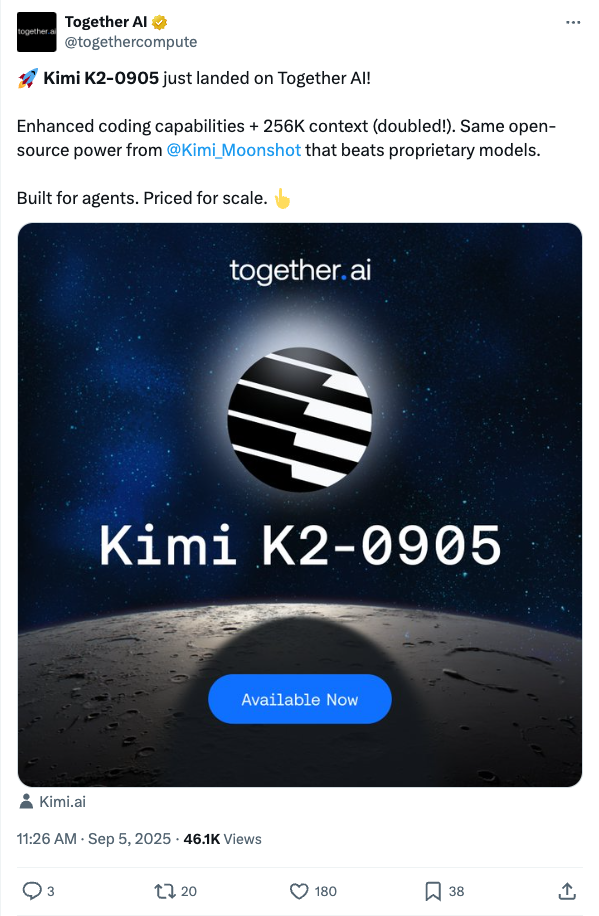 together.ai
Together AI
@togethercompute
🚀 Kimi K2-0905 just landed on Together AI!
Enhanced coding capabilities + 256K context (doubled!). Same open-
source power from @Kimi_Moonshot that beats proprietary models.
Built for agents. Priced for scale. 👆
together.ai
Kimi K2-0905
Available Now
Kimi.ai
11:26 AM · Sep 5, 2025 · 46.1K Views
3 20 180 38